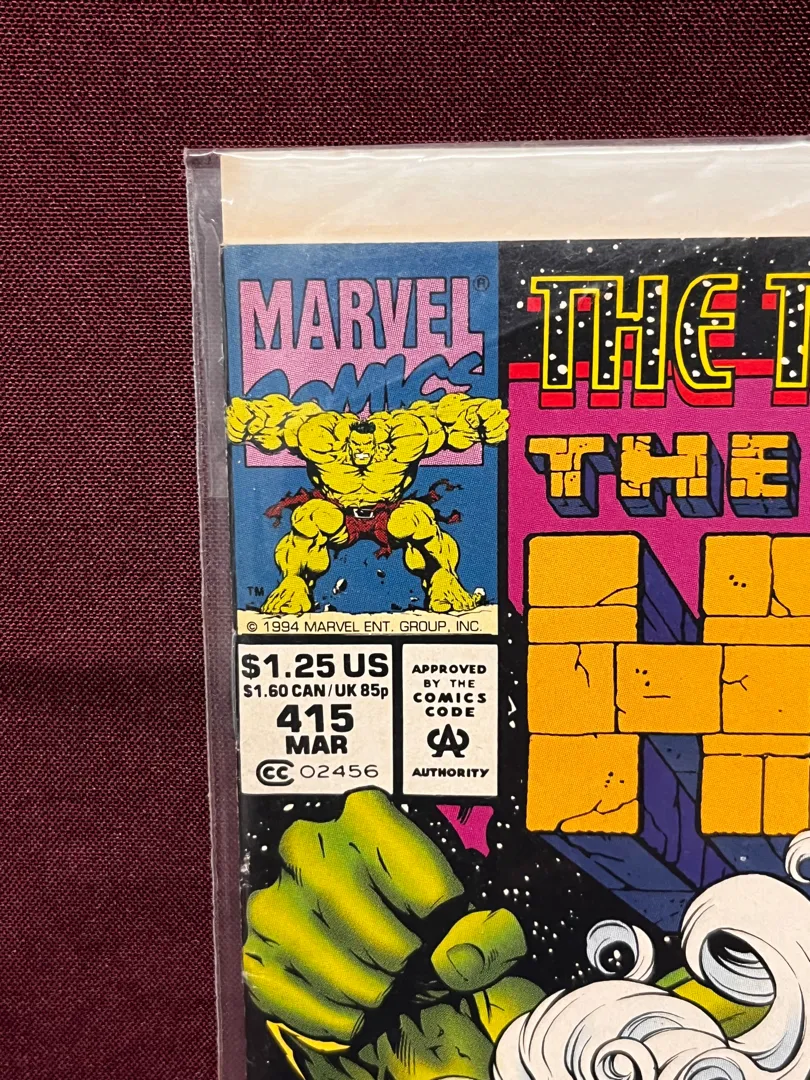 MARVEL®
COMICS
TM
© 1994 MARVEL ENT. GROUP, INC.
$1.25 US
$1.60 CAN/UK 85p
415
MAR
CC 02456
APPROVED
BY THE
COMICS
CODE
CA
AUTHORITY
THE T
THE
H